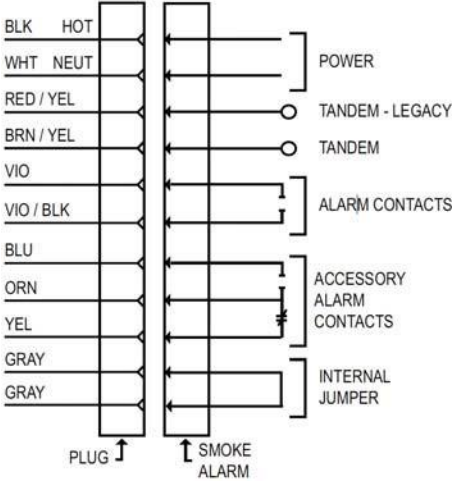 BLK HOT
WHT NEUT
POWER
RED / YEL
TANDEM - LEGACY
BRN / YEL
TANDEM
VIO
VIO / BLK
ALARM CONTACTS
BLU
ORN
YEL
ACCESSORY
ALARM
CONTACTS
GRAY
GRAY
INTERNAL
JUMPER
PLUG
SMOKE
ALARM